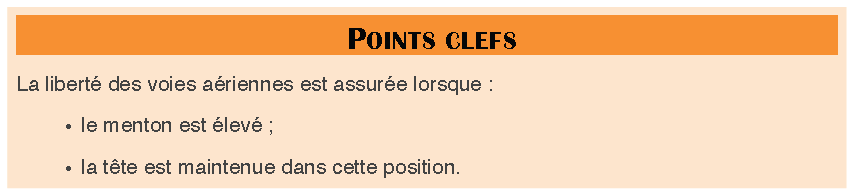 Points clefs
La liberté des voies aériennes est assurée lorsque :
• le menton est élevé ;
• la tête est maintenue dans cette position.